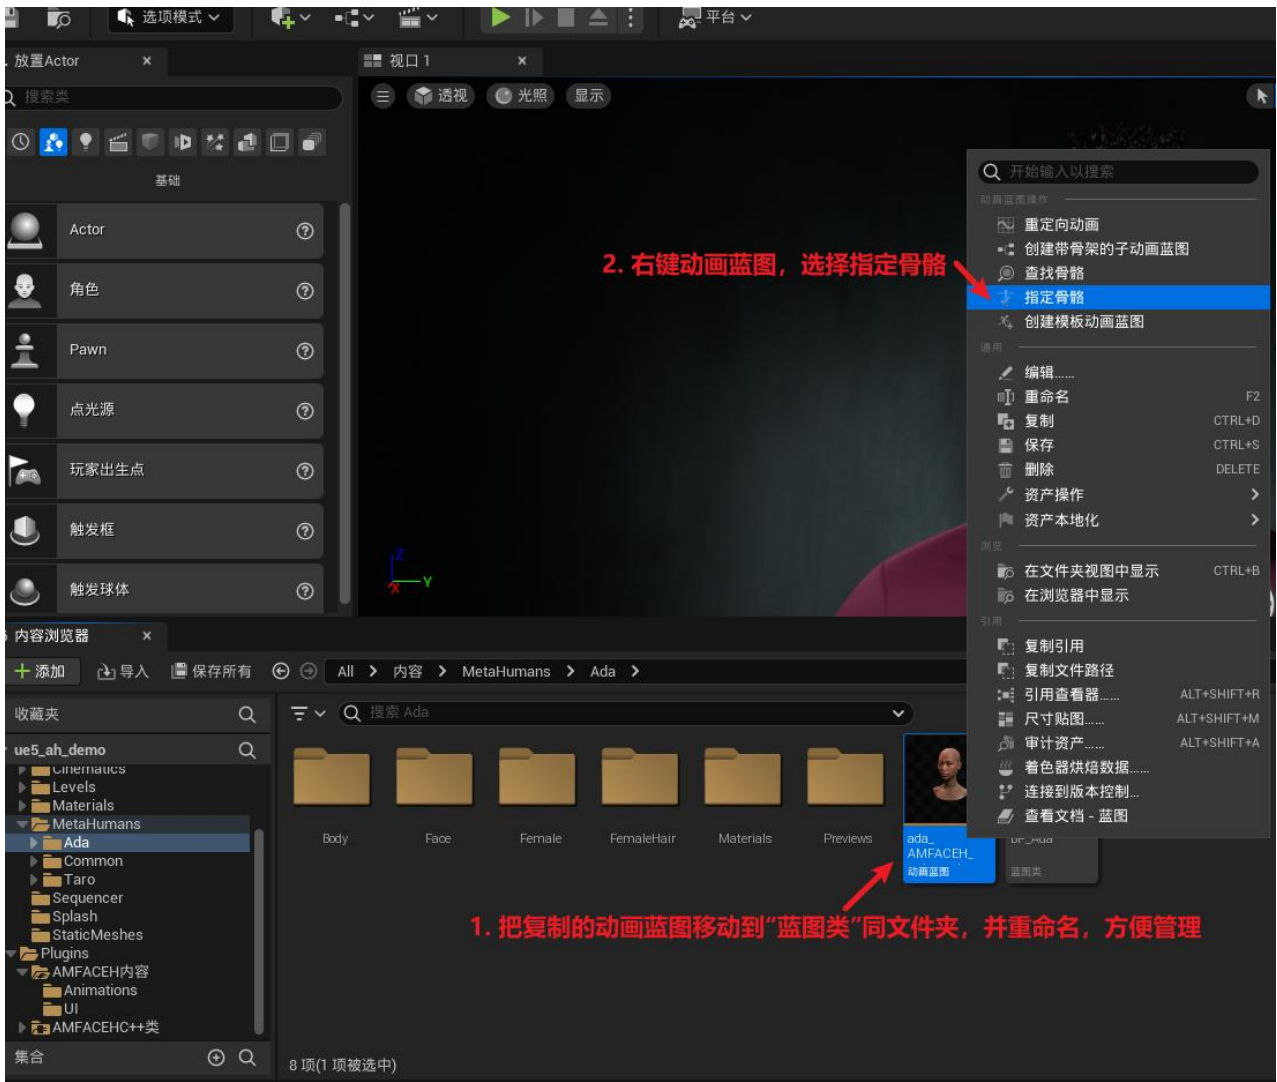 选项模式
平台
放置Actor
视口 1
搜索类
透视
光照
显示
基础
Actor
角色
Pawn
点光源
玩家出生点
触发框
触发球体
Z
Y
X
开始输入以搜索
动画蓝图操作
重定向动画
创建带骨架的子动画蓝图
查找骨骼
指定骨骼
创建模板动画蓝图
通用
编辑......
重命名 F2
复制 CTRL+D
保存 CTRL+S
删除 DELETE
资产操作
资产本地化
浏览
在文件夹视图中显示 CTRL+B
在浏览器中显示
引用
复制引用
复制文件路径
引用查看器...... ALT+SHIFT+R
尺寸贴图...... ALT+SHIFT+M
审计资产...... ALT+SHIFT+A
着色器烘焙数据......
连接到版本控制...
查看文档 - 蓝图
2. 右键动画蓝图，选择指定骨骼
内容浏览器
添加
导入
保存所有
All > 内容 > MetaHumans > Ada >
收藏夹
搜索 Ada
ue5_ah_demo
Cinematics
Levels
Materials
MetaHumans
Ada
Common
Taro
Sequencer
Splash
StaticMeshes
Plugins
AMFACEH内容
Animations
UI
AMFACEHC++类
集合
Body
Face
Female
FemaleHair
Materials
Previews
ada_
AMFACEH_
动画蓝图
BP_Ada
蓝图类
1. 把复制的动画蓝图移动到“蓝图类”同文件夹，并重命名，方便管理
8 项(1 项被选中)